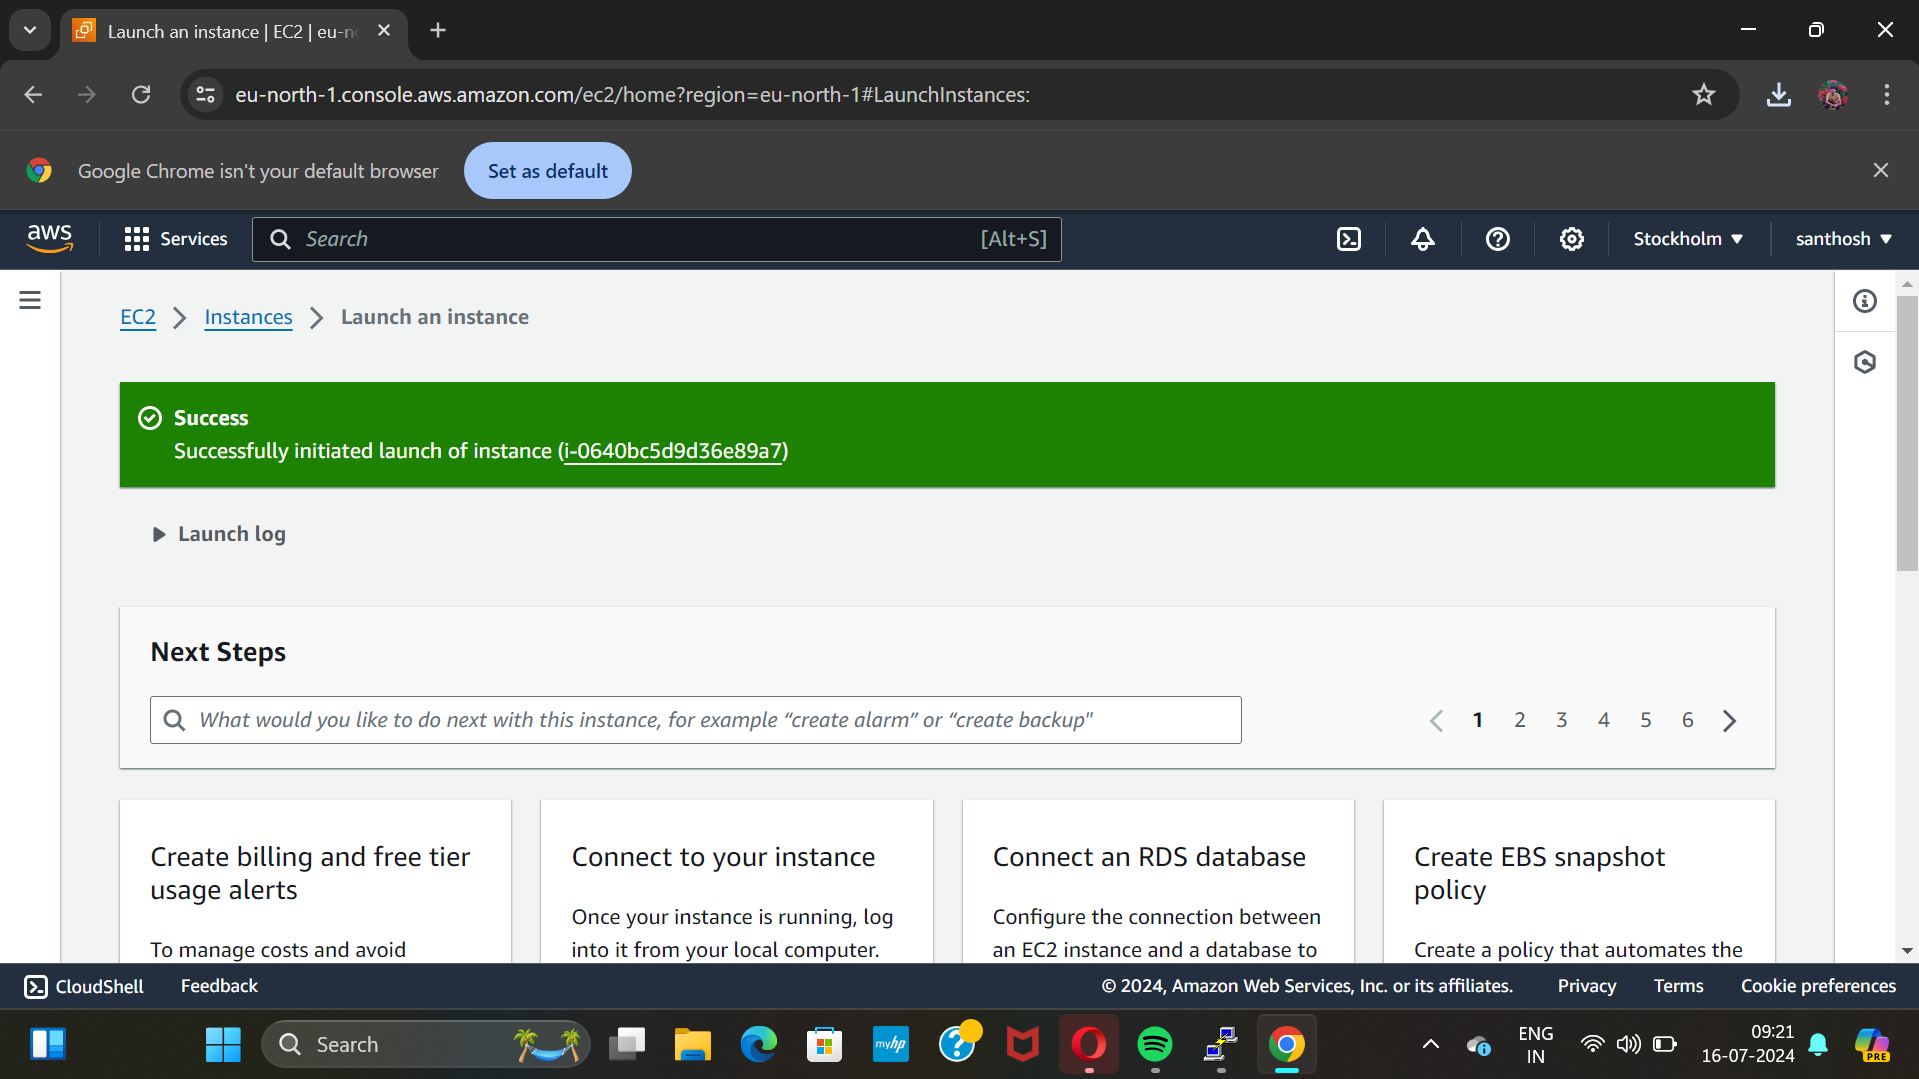 Launch an instance | EC2 | eu-n
eu-north-1.console.aws.amazon.com/ec2/home?region=eu-north-1#LaunchInstances:
Google Chrome isn't your default browser
Set as default
aws
Services
Search
[Alt+S]
Stockholm
santhosh
EC2
Instances
Launch an instance
Success
Successfully initiated launch of instance (i-0640bc5d9d36e89a7)
Launch log
Next Steps
What would you like to do next with this instance, for example “create alarm” or “create backup"
1 2 3 4 5 6
Create billing and free tier
usage alerts
To manage costs and avoid
Connect to your instance
Once your instance is running, log
into it from your local computer.
Connect an RDS database
Configure the connection between
an EC2 instance and a database to
Create EBS snapshot
policy
Create a policy that automates the
CloudShell
Feedback
© 2024, Amazon Web Services, Inc. or its affiliates.
Privacy
Terms
Cookie preferences
Search
myhp
ENG
IN
09:21
16-07-2024
PRE